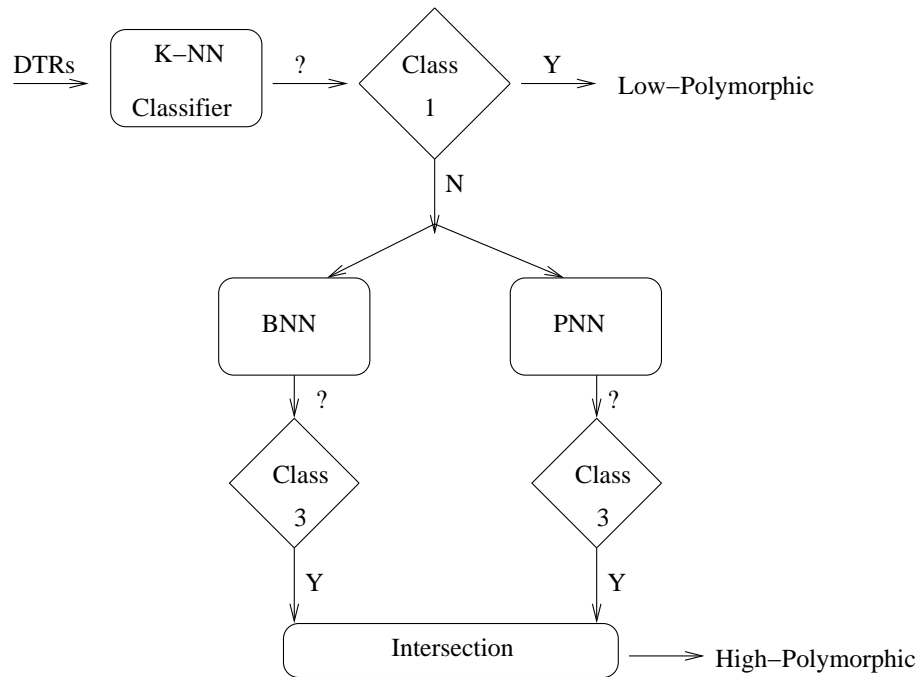 DTRs
K−NN
Classifier
?
Class
1
Y
Low−Polymorphic
N
BNN
PNN
?
?
Class
3
Class
3
Y
Y
Intersection
High−Polymorphic